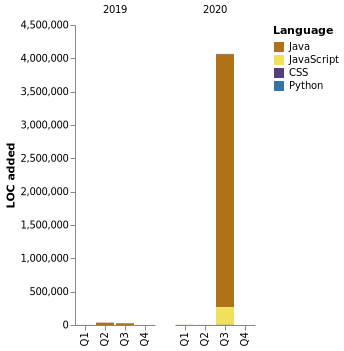 2019
2020
Language
Java
JavaScript
CSS
Python
LOC added
4,500,000
4,000,000
3,500,000
3,000,000
2,500,000
2,000,000
1,500,000
1,000,000
500,000
0
Q1 Q2 Q3 Q4
Q1 Q2 Q3 Q4